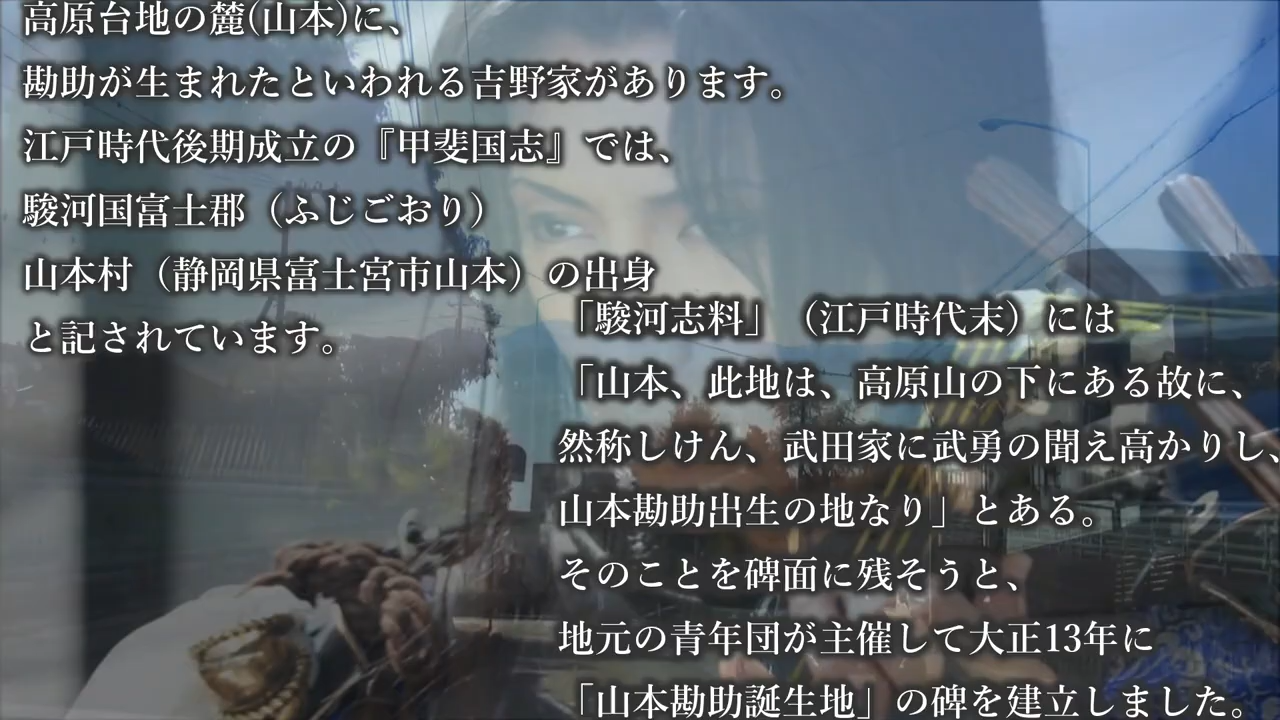 高原台地の麓(山本)に、
勘助が生まれたといわれる吉野家があります。
江戸時代後期成立の『甲斐国志』では、
駿河国富士郡（ふじごおり）
山本村（静岡県富士宮市山本）の出身
と記されています。
「駿河志料」（江戸時代末）には
「山本、此地は、高原山の下にある故に、
然称しけん、武田家に武勇の聞え高かりし、
山本勘助出生の地なり」とある。
そのことを碑面に残そうと、
地元の青年団が主催して大正13年に
「山本勘助誕生地」の碑を建立しました。